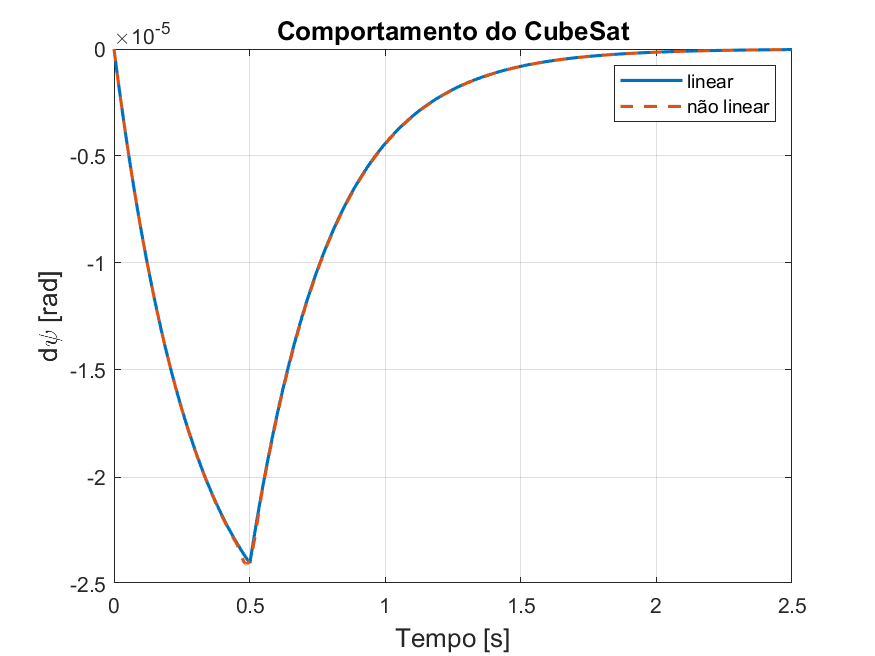 Comportamento do CubeSat
×10⁻⁵
0
-0.5
-1
-1.5
-2
-2.5
dψ [rad]
linear
não linear
0 0.5 1 1.5 2 2.5
Tempo [s]